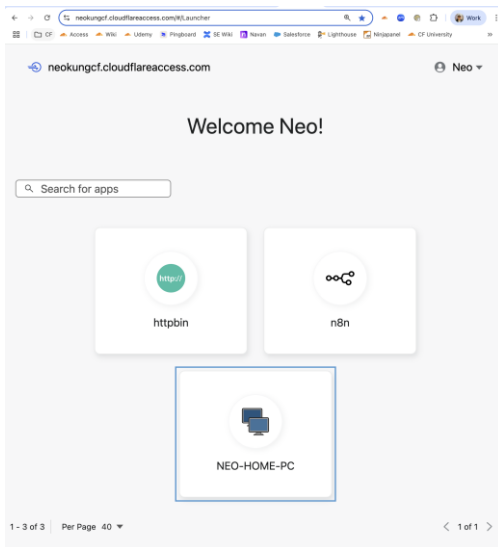 neokungcf.cloudflareaccess.com/#/Launcher
Work
CF Access Wiki Udemy Pingboard SE Wiki Navan Salesforce Lighthouse Ninjapanel CF University »
neokungcf.cloudflareaccess.com
Neo
Welcome Neo!
Search for apps
http://
httpbin
n8n
NEO-HOME-PC
1 - 3 of 3 Per Page 40
1 of 1